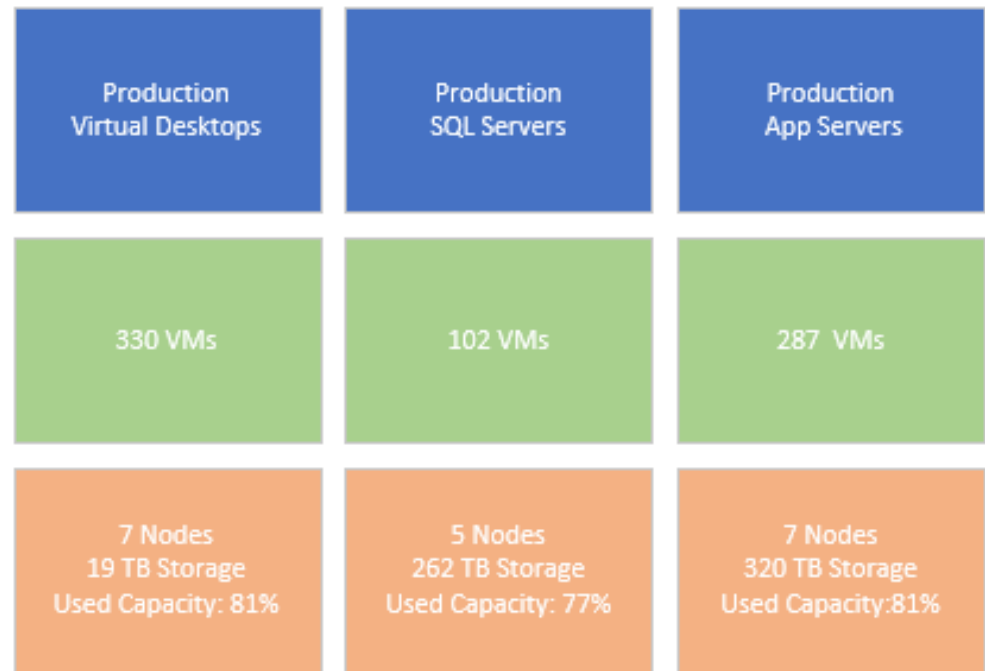 Production
Virtual Desktops
Production
SQL Servers
Production
App Servers
330 VMs
102 VMs
287  VMs
7 Nodes
19 TB Storage
Used Capacity: 81%
5 Nodes
262 TB Storage
Used Capacity: 77%
7 Nodes
320 TB Storage
Used Capacity:81%